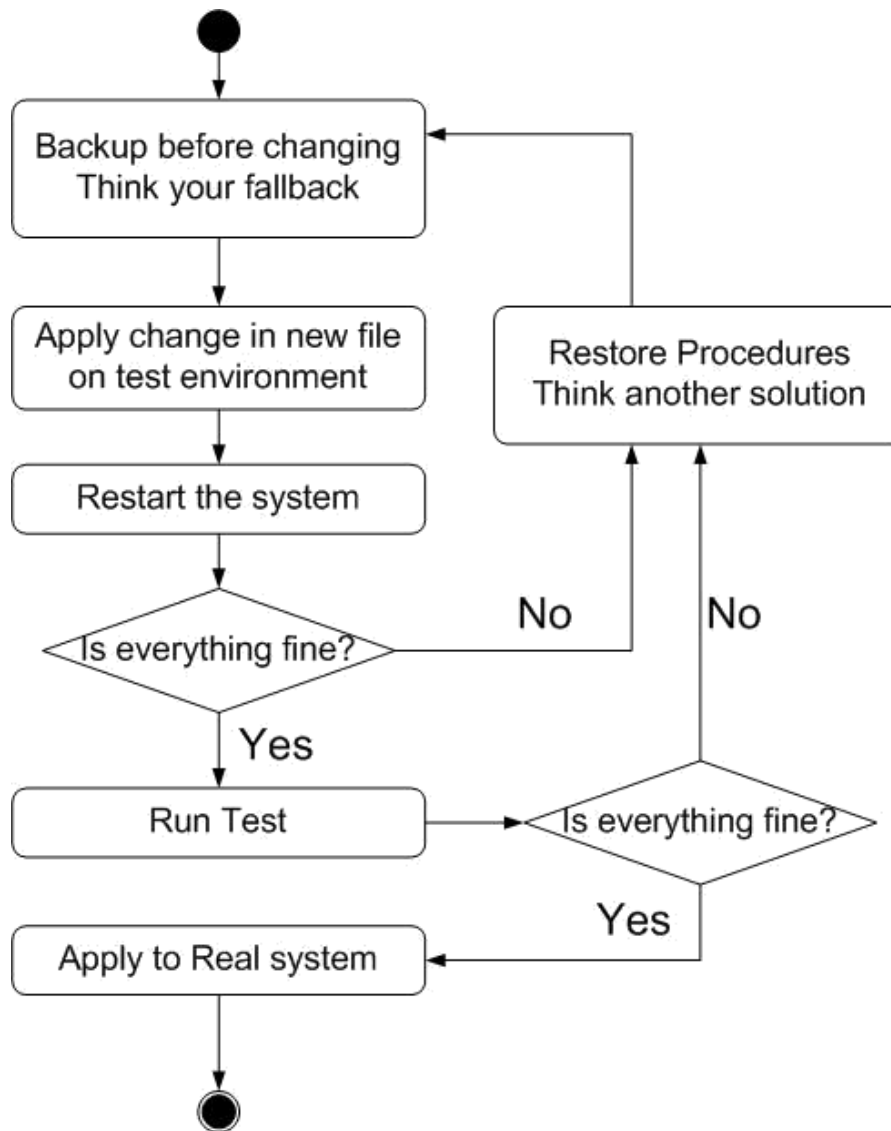 Backup before changing
Think your fallback
Apply change in new file
on test environment
Restore Procedures
Think another solution
Restart the system
Is everything fine?
No
No
Yes
Run Test
Is everything fine?
Yes
Apply to Real system